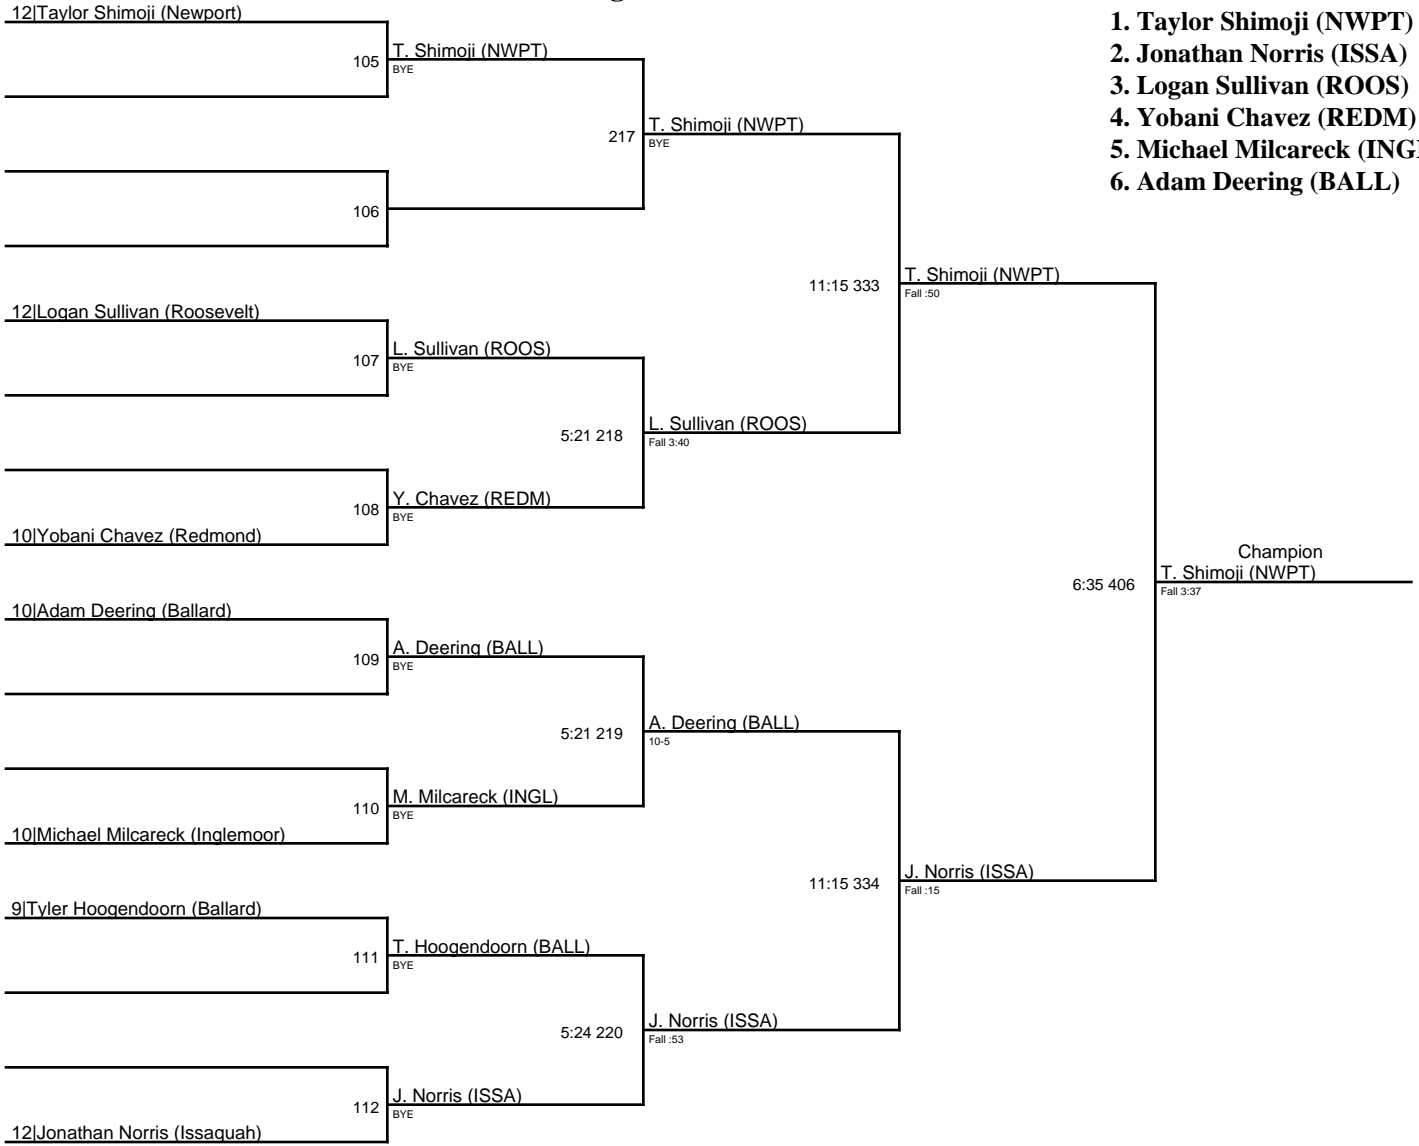 12|Taylor Shimoji (Newport)
1. Taylor Shimoji (NWPT)
2. Jonathan Norris (ISSA)
3. Logan Sullivan (ROOS)
4. Yobani Chavez (REDM)
5. Michael Milcareck (ING
6. Adam Deering (BALL)
105
T. Shimoji (NWPT)
BYE
217
T. Shimoji (NWPT)
BYE
106
11:15 333
T. Shimoji (NWPT)
Fall :50
12|Logan Sullivan (Roosevelt)
107
L. Sullivan (ROOS)
BYE
5:21 218
L. Sullivan (ROOS)
Fall 3:40
108
Y. Chavez (REDM)
BYE
10|Yobani Chavez (Redmond)
Champion
6:35 406
T. Shimoji (NWPT)
Fall 3:37
10|Adam Deering (Ballard)
109
A. Deering (BALL)
BYE
5:21 219
A. Deering (BALL)
10-5
110
M. Milcareck (INGL)
BYE
10|Michael Milcareck (Inglemoor)
11:15 334
J. Norris (ISSA)
Fall :15
9|Tyler Hoogendoorn (Ballard)
111
T. Hoogendoorn (BALL)
BYE
5:24 220
J. Norris (ISSA)
Fall :53
112
J. Norris (ISSA)
BYE
12|Jonathan Norris (Issaquah)